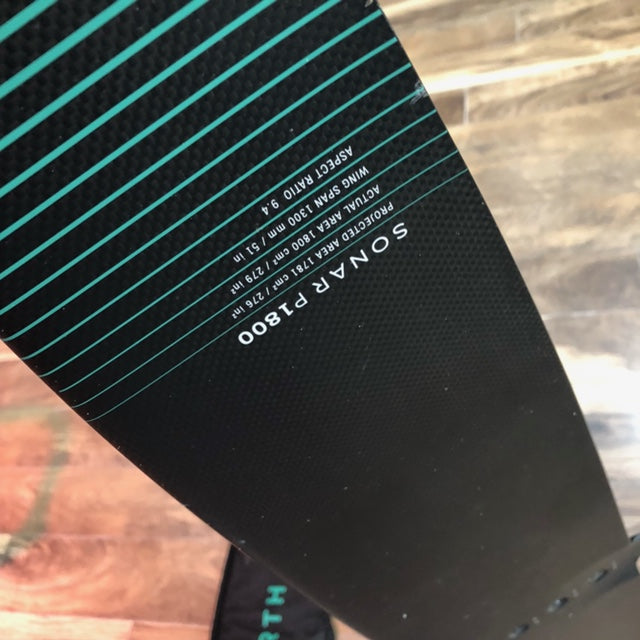 SONAR P1800
PROJECTED AREA 1781 cm² / 276 in²
ACTUAL AREA 1800 cm² / 279 in²
WING SPAN 1300 mm / 51 in
ASPECT RATIO 9.4
RTH